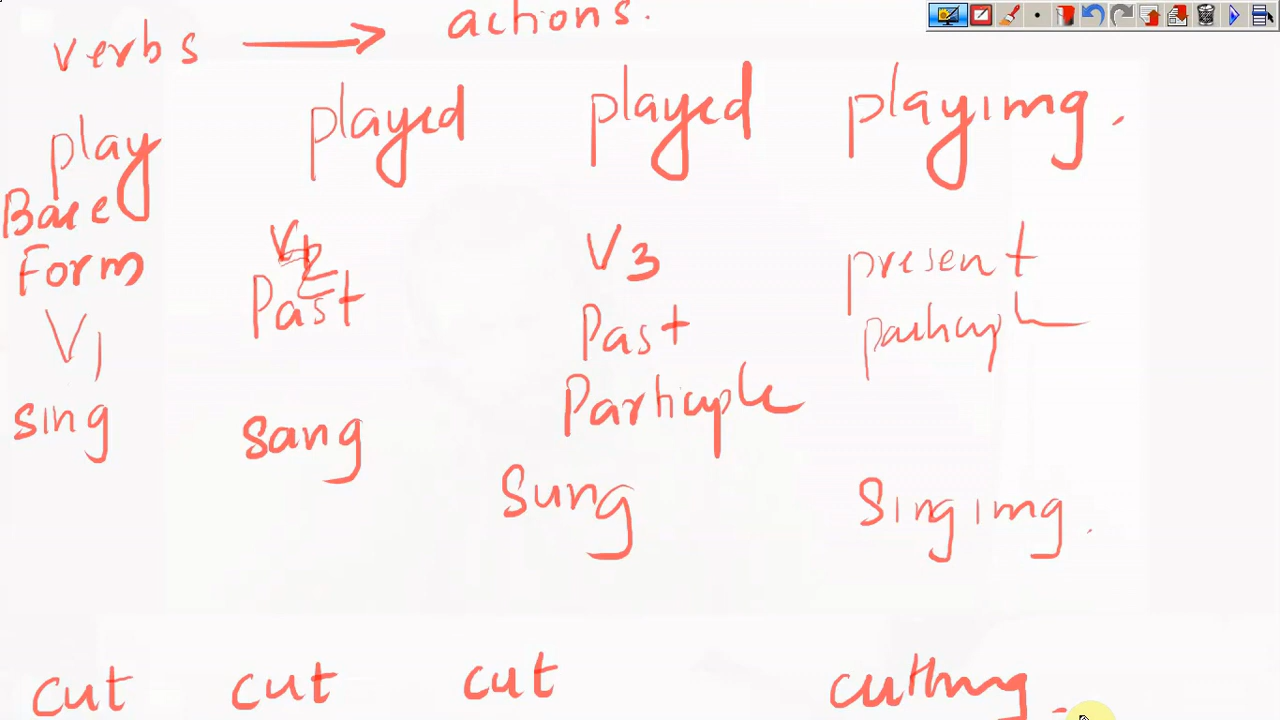 verbs → actions.
play played played playing.
Base
Form V2 V3 present
V1 Past Past participle
Participle
sing sang
sung singing.
cut cut cut cutting.